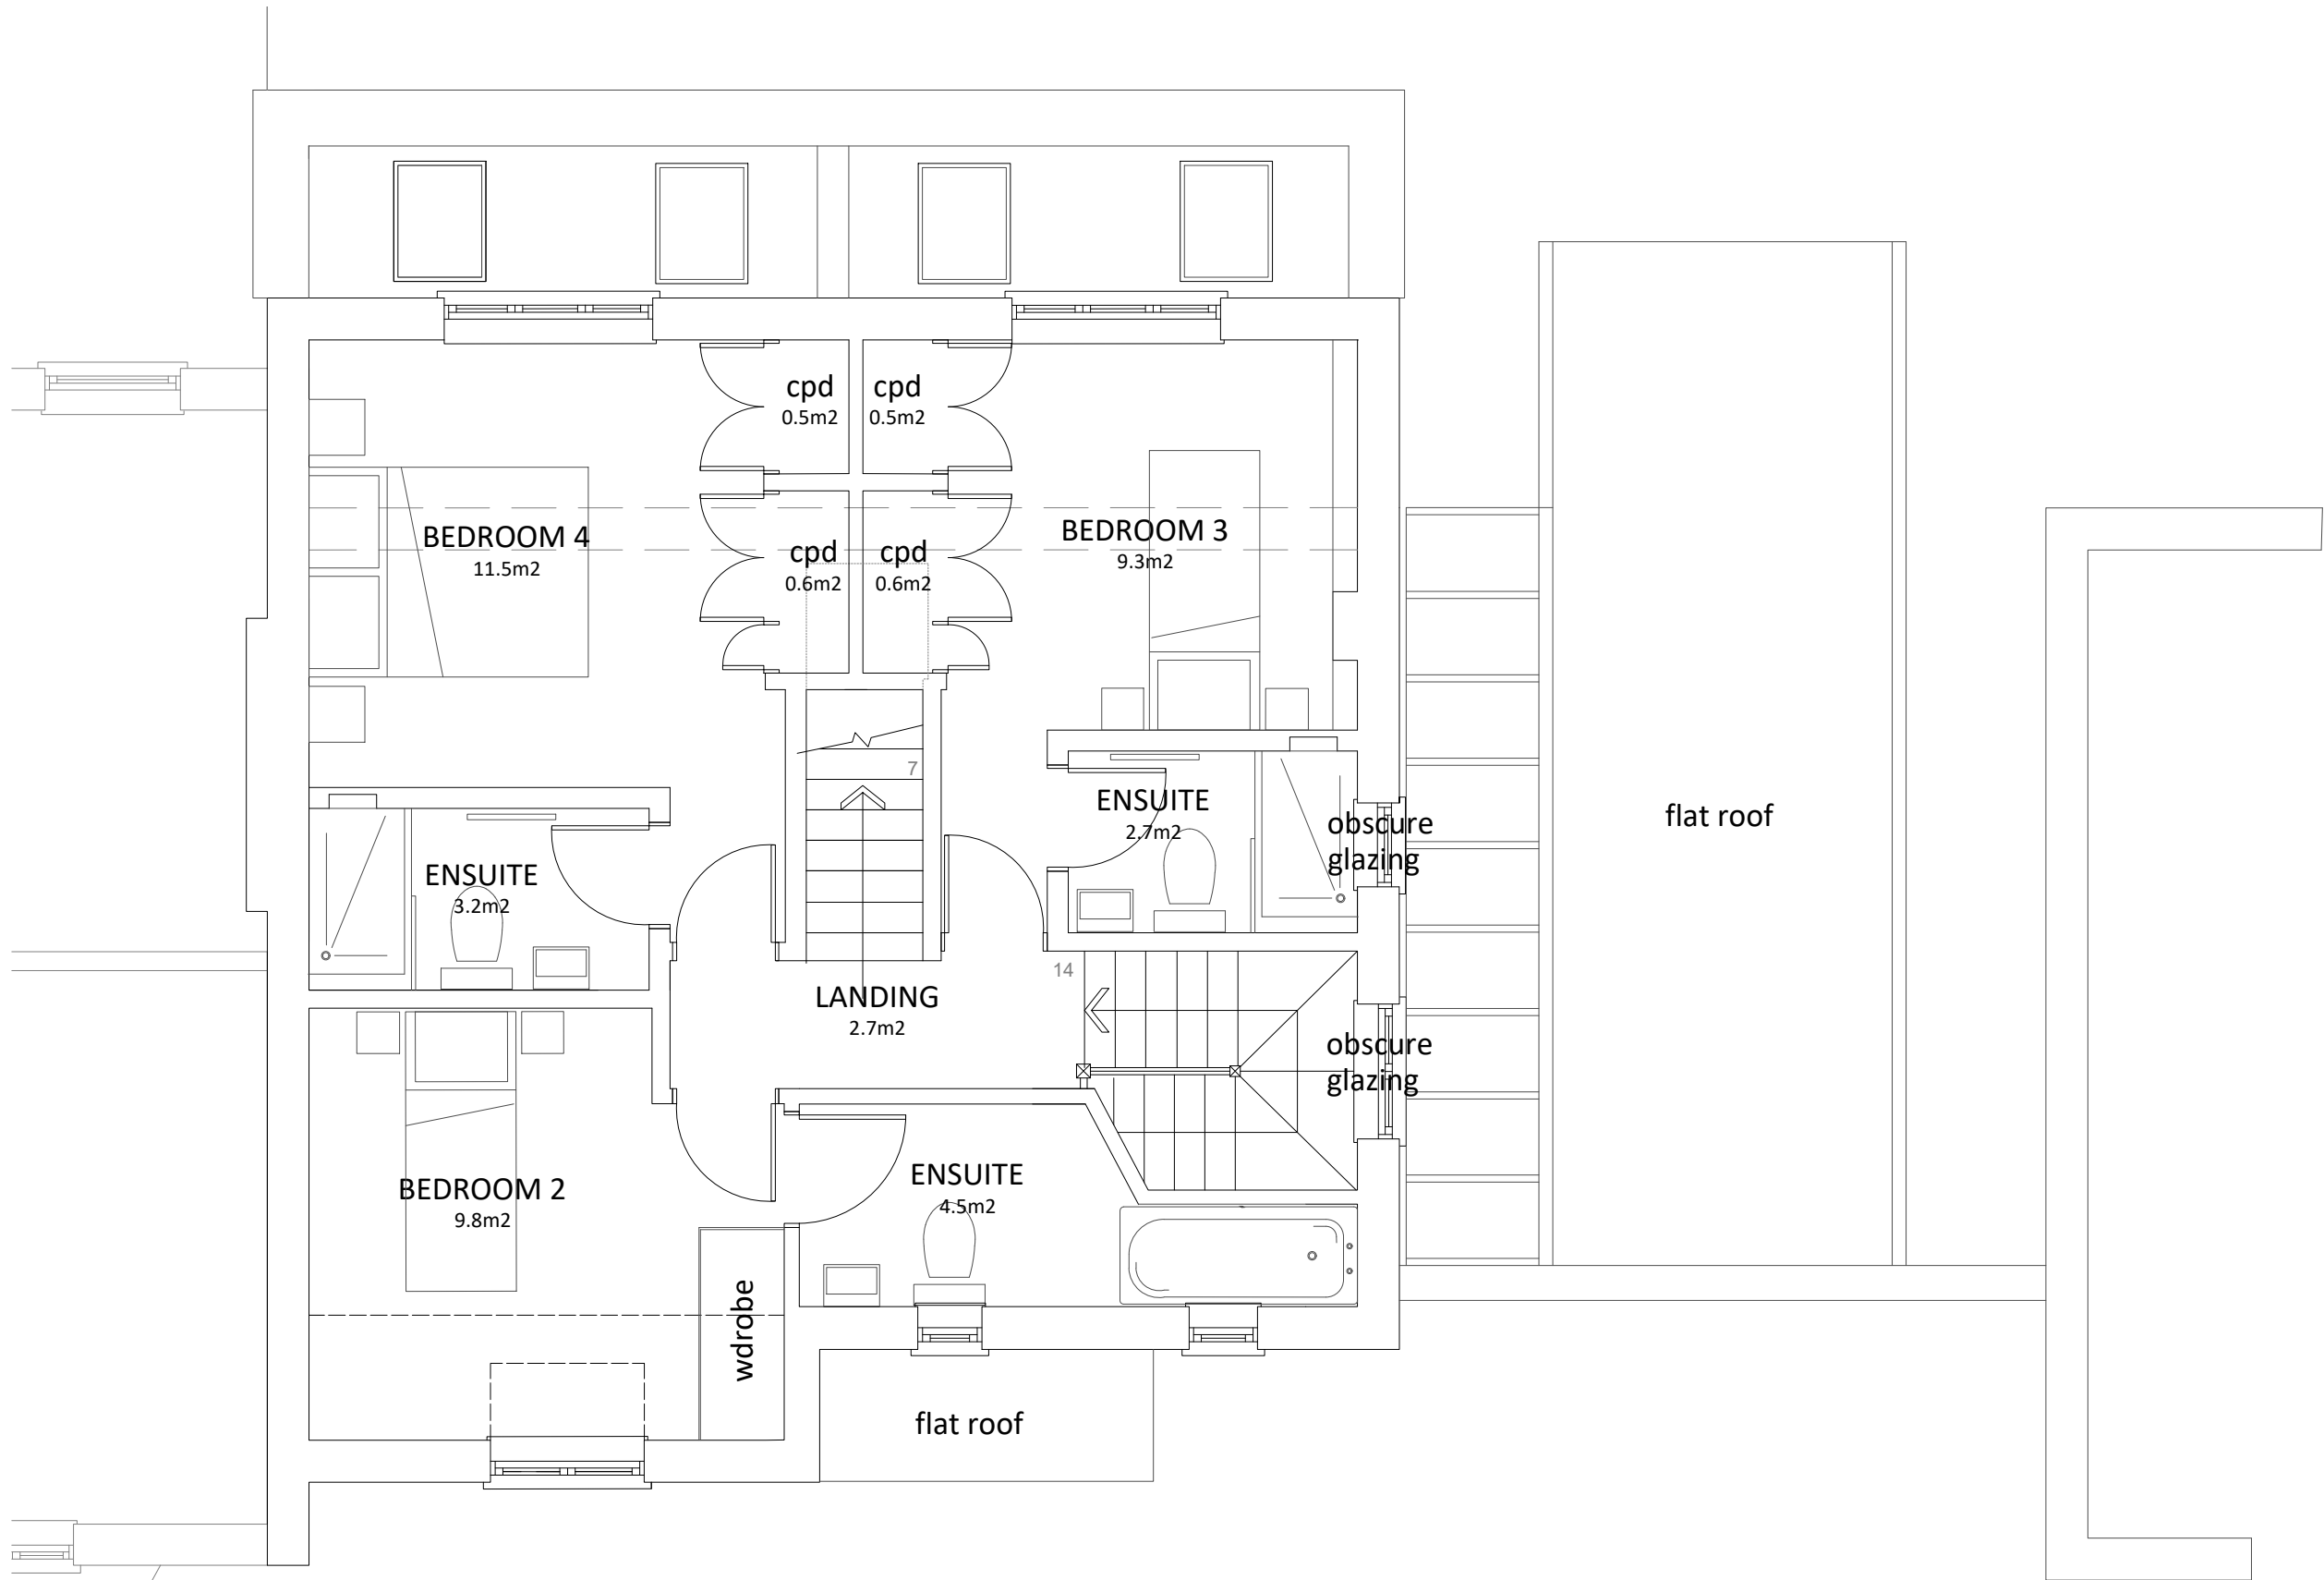 cpd
0.5m2
cpd
0.5m2
BEDROOM 4
11.5m2
cpd
0.6m2
cpd
0.6m2
BEDROOM 3
9.3m2
7
ENSUITE
2.7m2
obscure
glazing
flat roof
ENSUITE
3.2m2
14
LANDING
2.7m2
obscure
glazing
BEDROOM 2
9.8m2
ENSUITE
4.5m2
wdrobe
flat roof